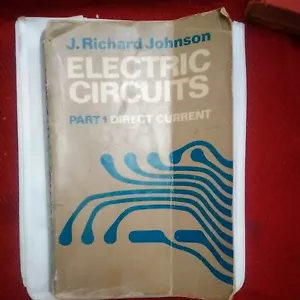 J. Richard Johnson
ELECTRIC
CIRCUITS
PART 1 DIRECT CURRENT